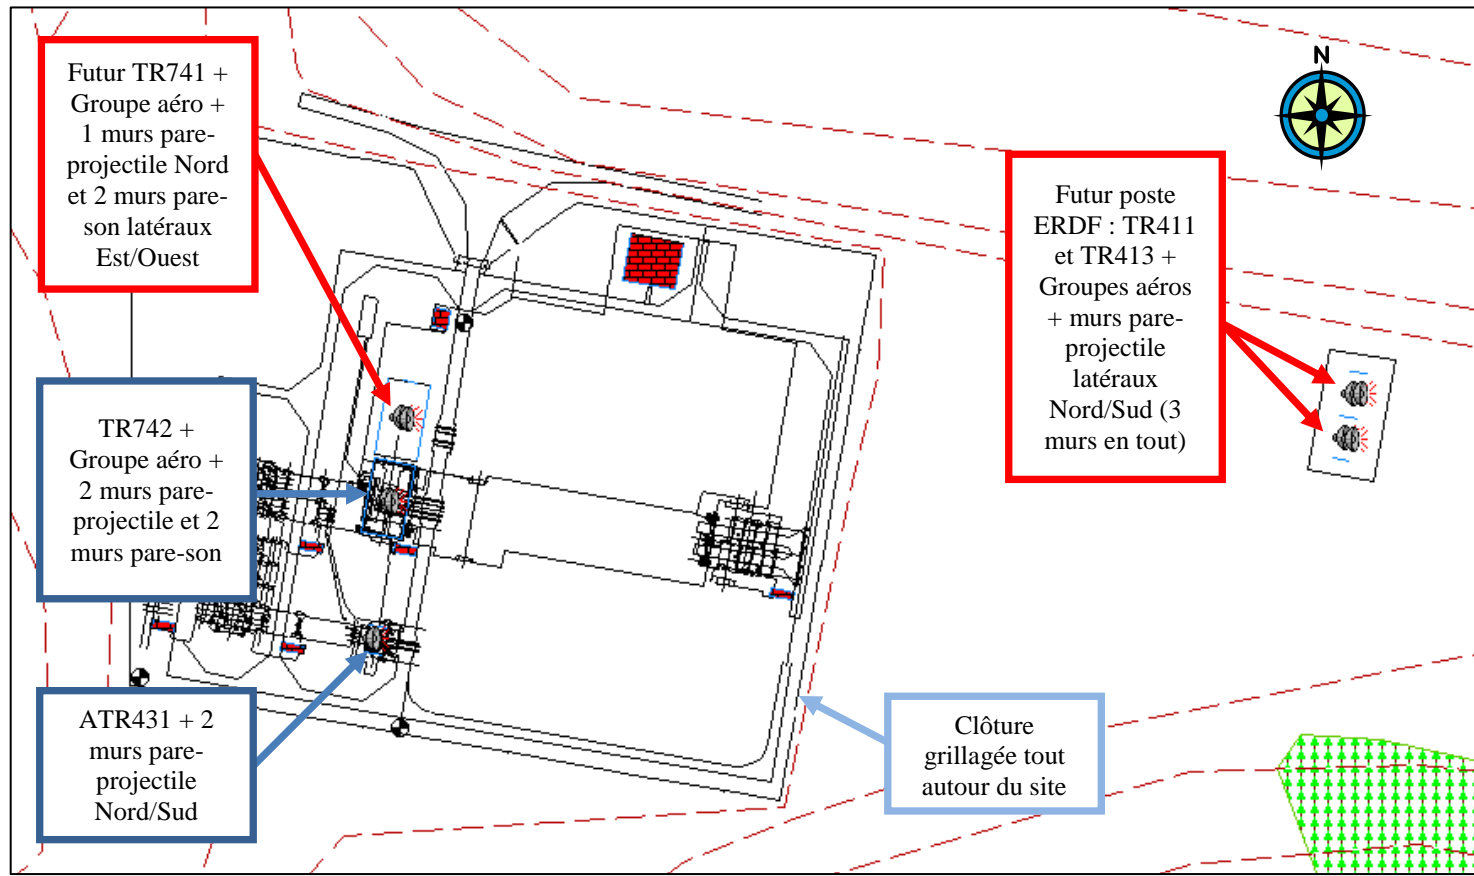 Futur TR741 +
Groupe aéro +
1 murs pare-
projectile Nord
et 2 murs pare-
son latéraux
Est/Ouest
N
Futur poste
ERDF : TR411
et TR413 +
Groupes aéros
+ murs pare-
projectile
latéraux
Nord/Sud (3
murs en tout)
TR742 +
Groupe aéro +
2 murs pare-
projectile et 2
murs pare-son
ATR431 + 2
murs pare-
projectile
Nord/Sud
Clôture
grillagée tout
autour du site